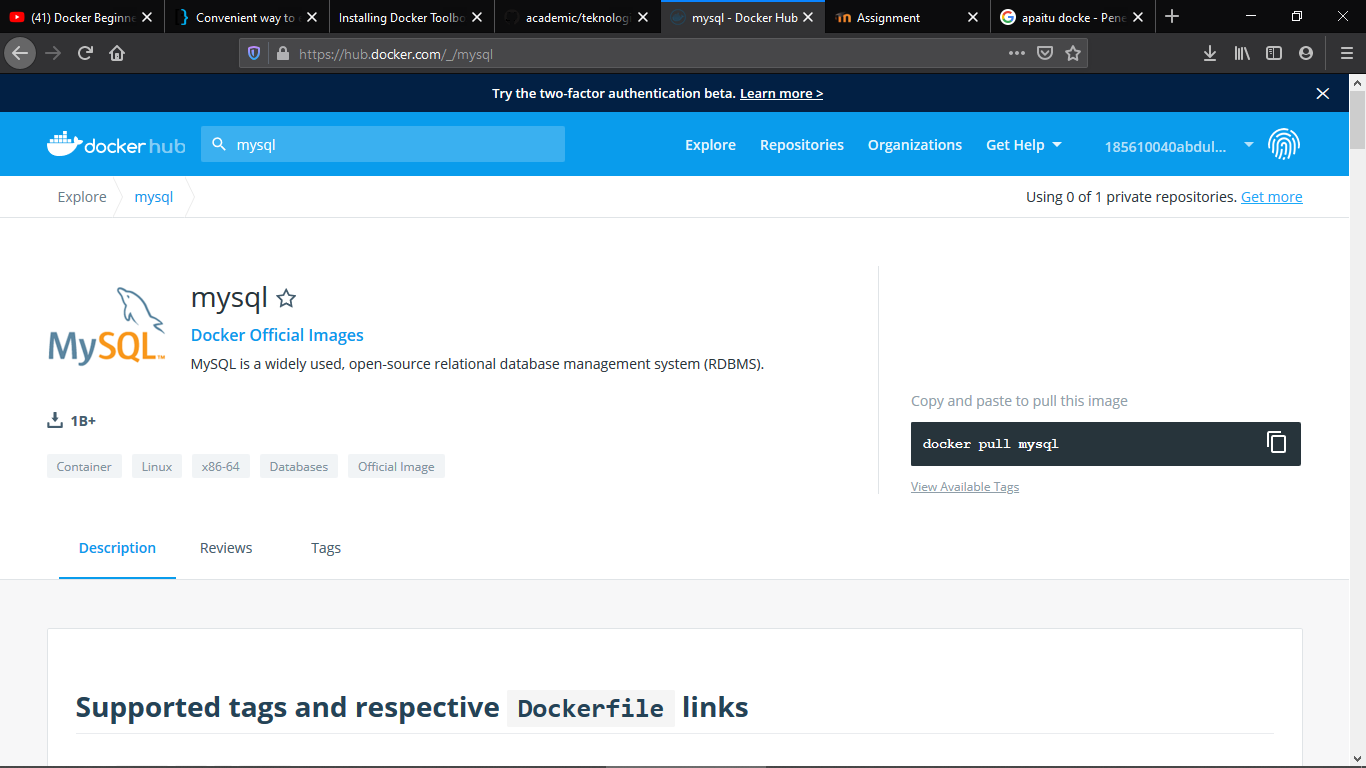 (41) Docker Beginne
Convenient way to
Installing Docker Toolbo
academic/teknolog
mysql - Docker Hub
Assignment
apaitu docke - Pene
https://hub.docker.com/_/mysql
Try the two-factor authentication beta. Learn more >
docker hub
mysql
Explore
Repositories
Organizations
Get Help
185610040abdul...
Explore
mysql
Using 0 of 1 private repositories. Get more
MySQL™
mysql
Docker Official Images
MySQL is a widely used, open-source relational database management system (RDBMS).
1B+
Container
Linux
x86-64
Databases
Official Image
Copy and paste to pull this image
docker pull mysql
View Available Tags
Description
Reviews
Tags
Supported tags and respective Dockerfile links